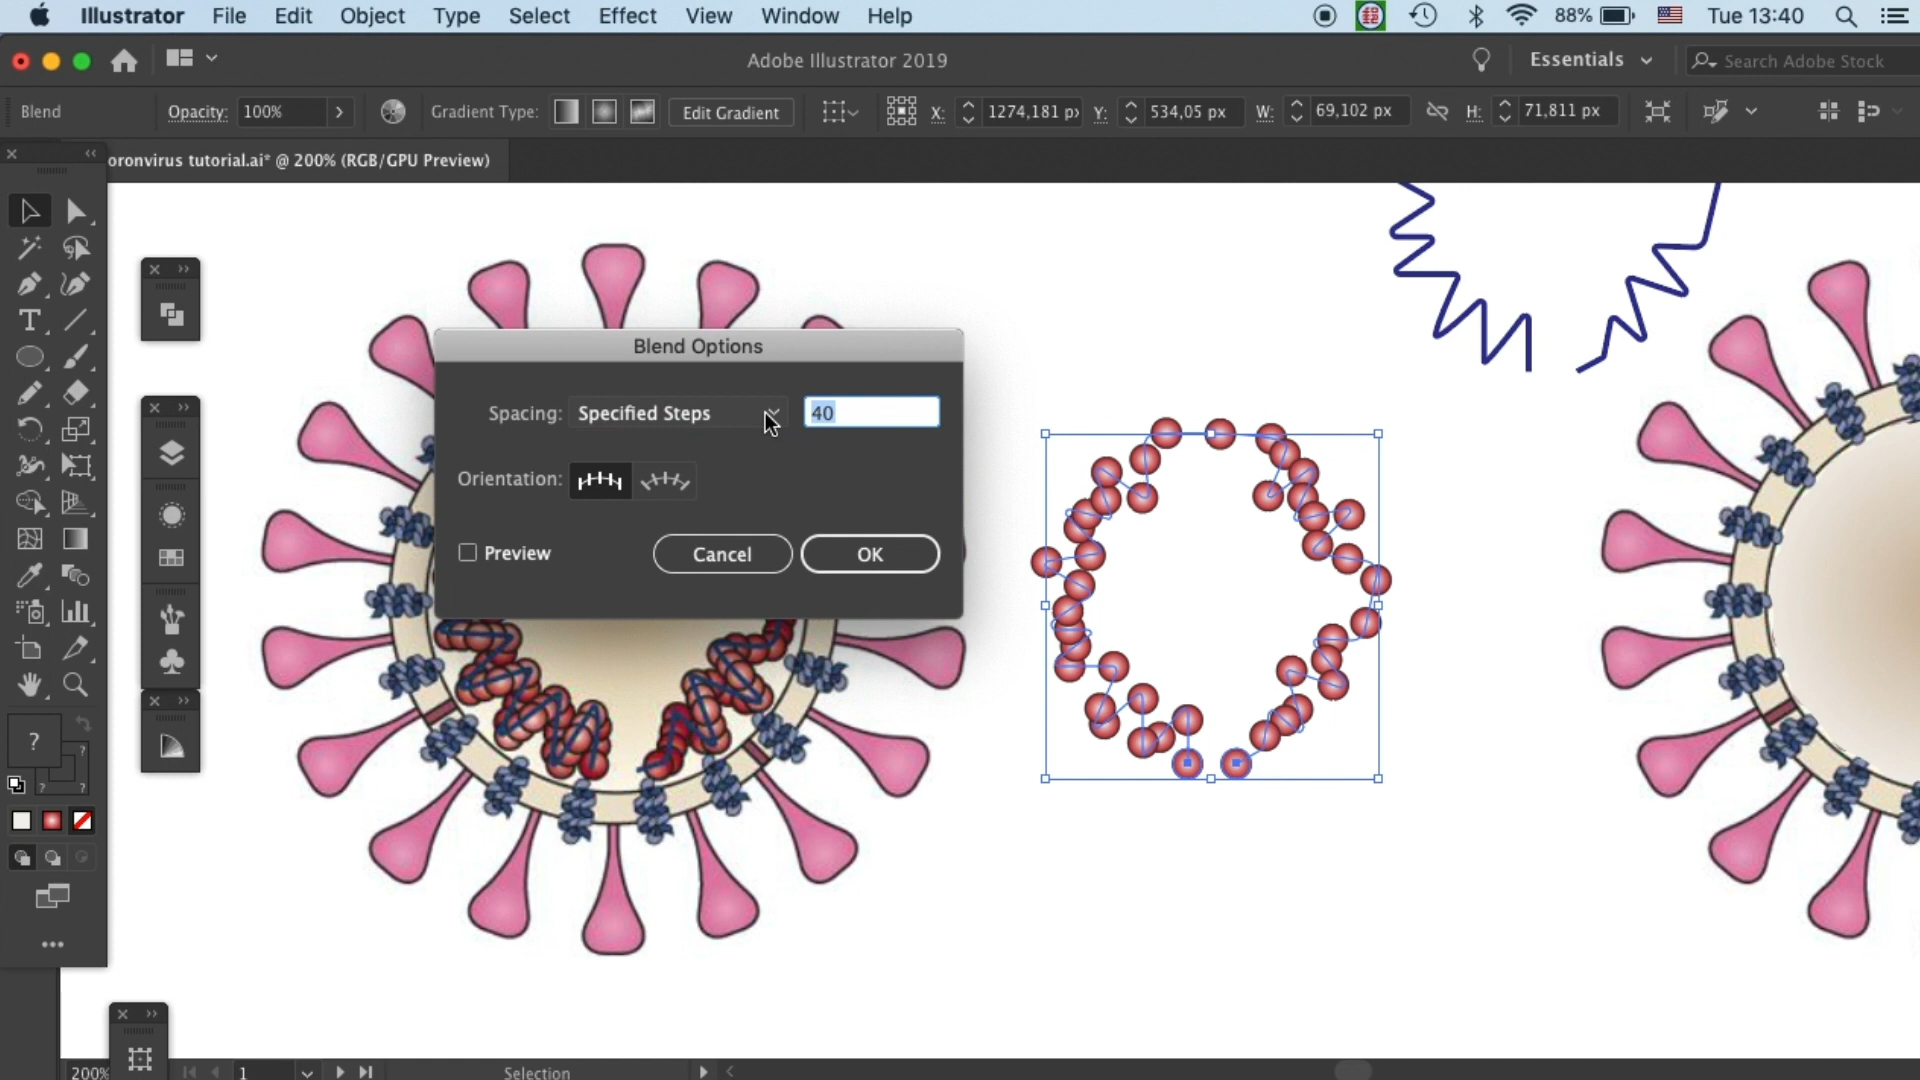 Illustrator File Edit Object Type Select Effect View Window Help 88% Tue 13:40
Adobe Illustrator 2019 Essentials Search Adobe Stock
Blend Opacity: 100% Gradient Type: Edit Gradient X: 1274,181 px Y: 534,05 px W: 69,102 px H: 71,811 px
oronvirus tutorial.ai* @ 200% (RGB/GPU Preview)
Blend Options
Spacing: Specified Steps 40
Orientation:
Preview Cancel OK
?
?
? ?
200% 1 Selection